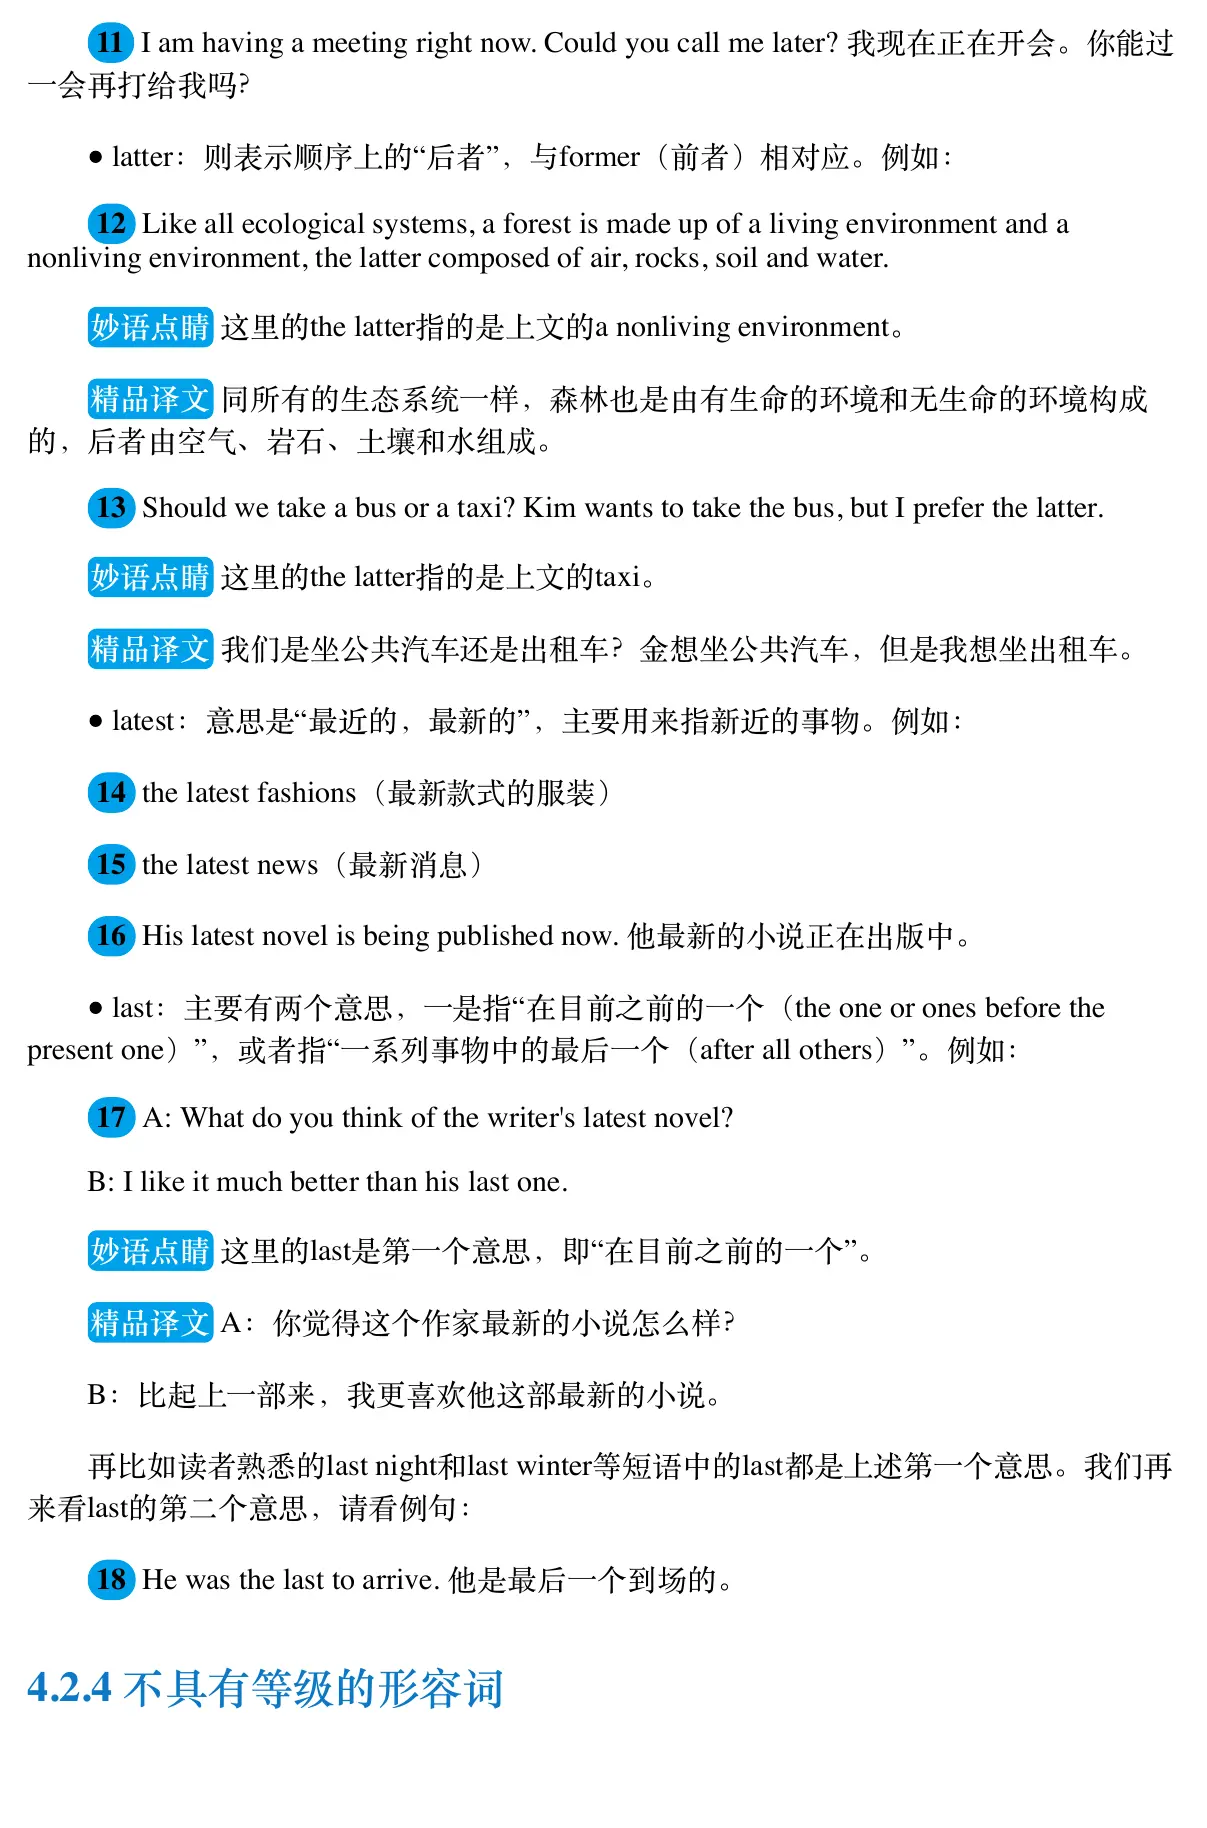 11 I am having a meeting right now. Could you call me later? 我现在正在开会。你能过
一会再打给我吗?
● latter：则表示顺序上的“后者”，与former（前者）相对应。例如：
12 Like all ecological systems, a forest is made up of a living environment and a
nonliving environment, the latter composed of air, rocks, soil and water.
妙语点睛 这里的the latter指的是上文的a nonliving environment。
精品译文 同所有的生态系统一样，森林也是由有生命的环境和无生命的环境构成
的，后者由空气、岩石、土壤和水组成。
13 Should we take a bus or a taxi? Kim wants to take the bus, but I prefer the latter.
妙语点睛 这里的the latter指的是上文的taxi。
精品译文 我们是坐公共汽车还是出租车？金想坐公共汽车，但是我想坐出租车。
● latest：意思是“最近的，最新的”，主要用来指新近的事物。例如：
14 the latest fashions（最新款式的服装）
15 the latest news（最新消息）
16 His latest novel is being published now. 他最新的小说正在出版中。
● last：主要有两个意思，一是指“在目前之前的一个（the one or ones before the
present one）”，或者指“一系列事物中的最后一个（after all others）”。例如：
17 A: What do you think of the writer's latest novel?
B: I like it much better than his last one.
妙语点睛 这里的last是第一个意思，即“在目前之前的一个”。
精品译文 A：你觉得这个作家最新的小说怎么样?
B：比起上一部来，我更喜欢他这部最新的小说。
再比如读者熟悉的last night和last winter等短语中的last都是上述第一个意思。我们再
来看last的第二个意思，请看例句：
18 He was the last to arrive. 他是最后一个到场的。
4.2.4 不具有等级的形容词